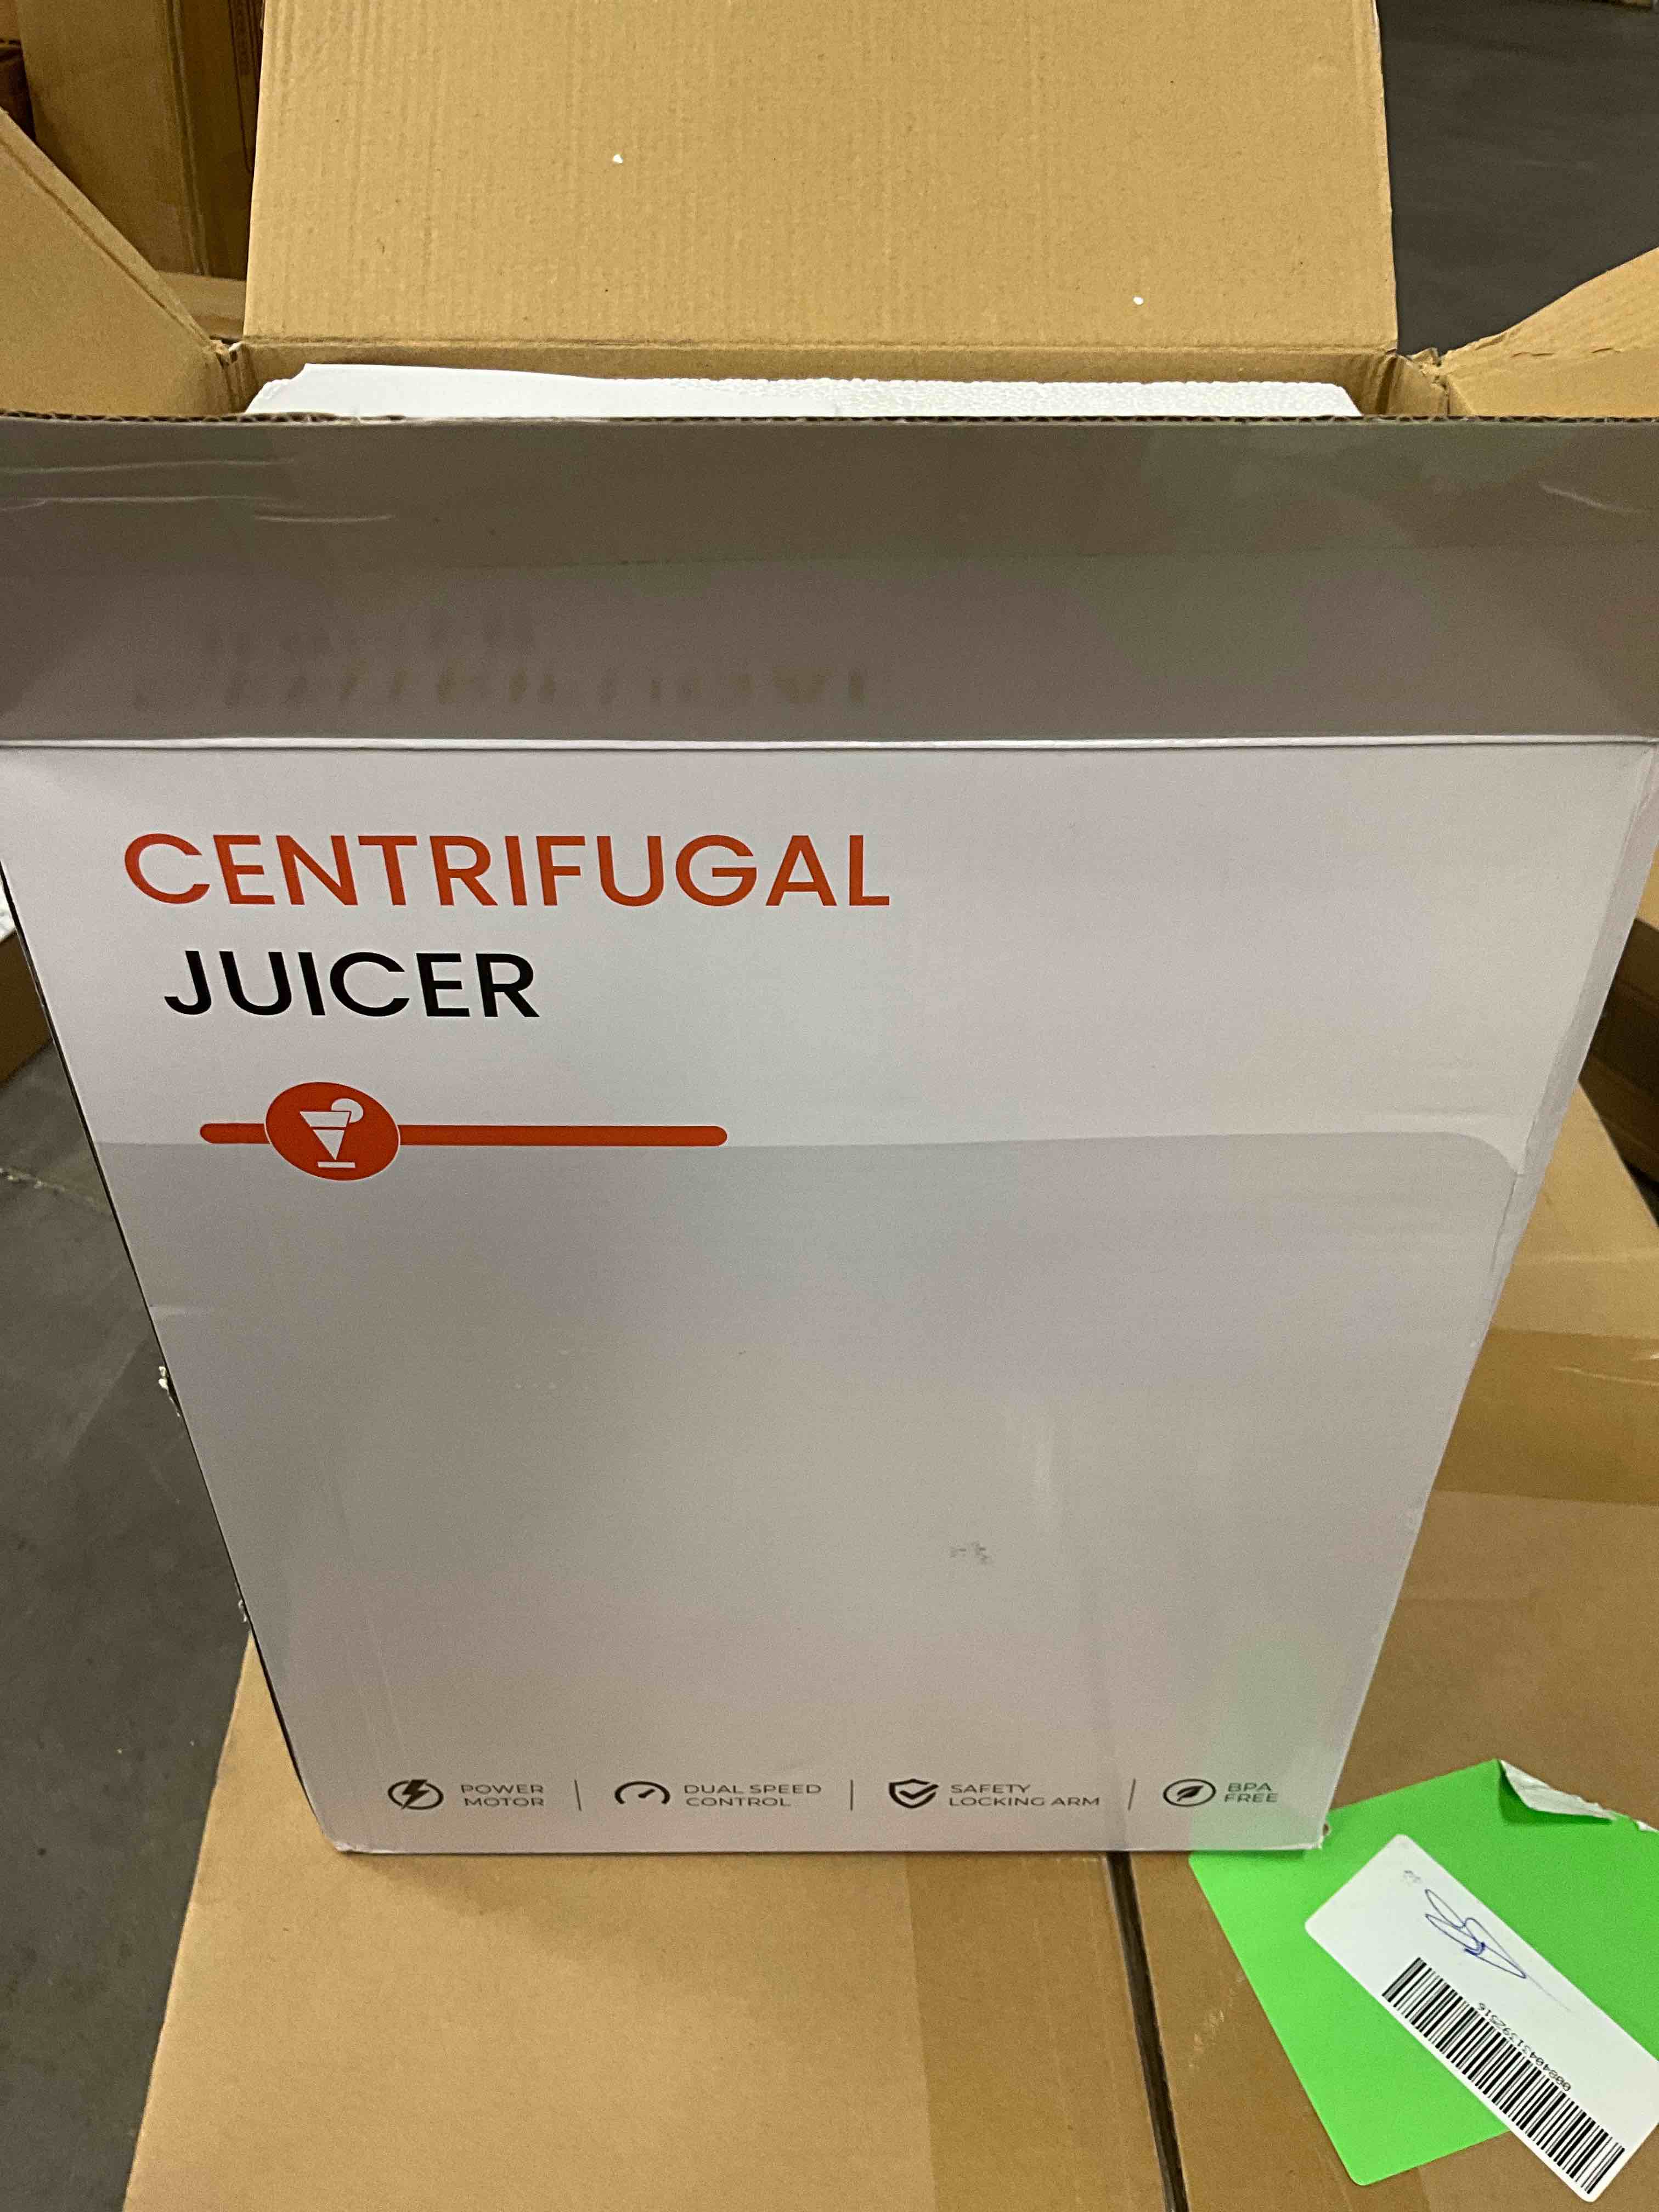 CENTRIFUGAL
JUICER
POWER
MOTOR
DUAL SPEED
CONTROL
SAFETY
LOCKING ARM
BPA
FREE